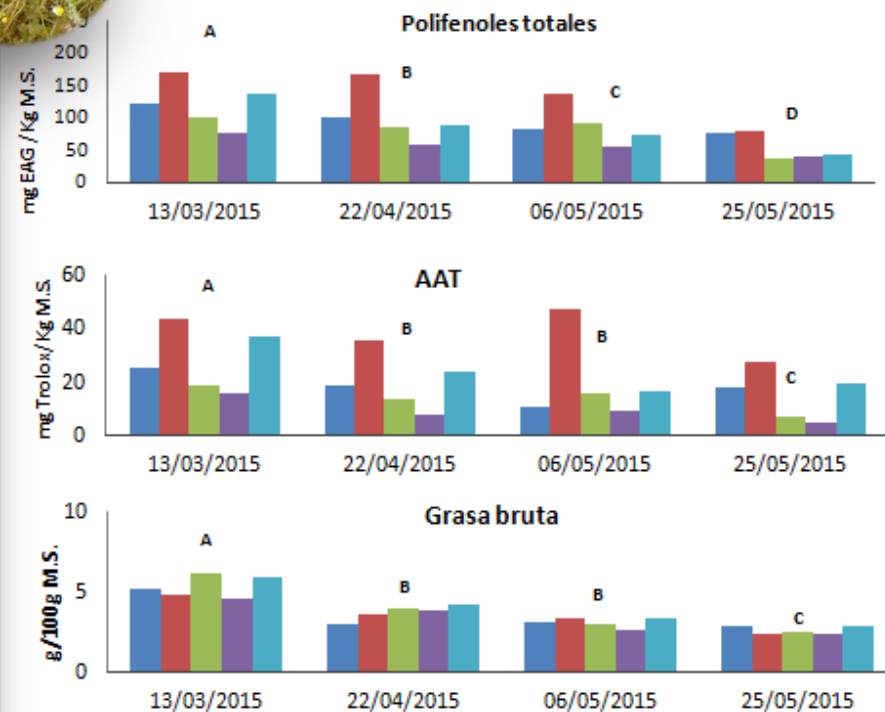 Polifenoles totales
mg EAG / Kg M.S.
200
150
100
50
0
A
B
C
D
13/03/2015 22/04/2015 06/05/2015 25/05/2015
AAT
mg Trolox/Kg M.S.
60
40
20
0
A
B
B
C
13/03/2015 22/04/2015 06/05/2015 25/05/2015
Grasa bruta
g/100g M.S.
10
5
0
A
B
B
C
13/03/2015 22/04/2015 06/05/2015 25/05/2015